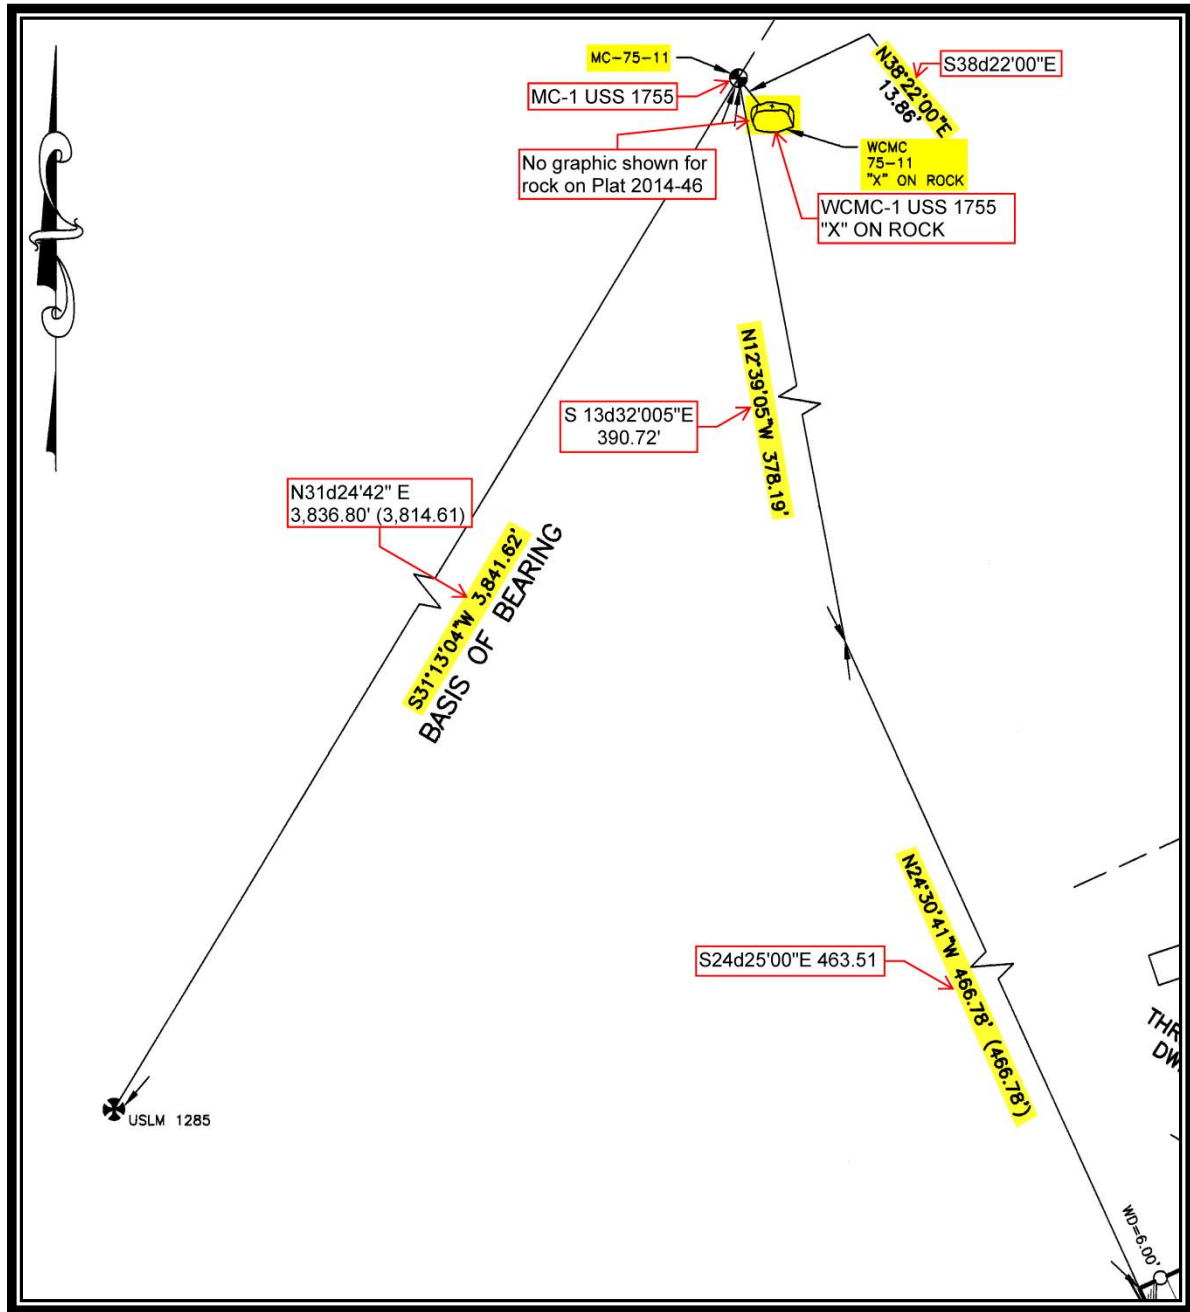 MC-75-11
MC-1 USS 1755
N38°22'00"E
13.86'
S38d22'00"E
No graphic shown for
rock on Plat 2014-46
WCMC
75-11
"X" ON ROCK
WCMC-1 USS 1755
"X" ON ROCK
N12°39'05"W 378.19'
S 13d32'005"E
390.72'
N31d24'42" E
3,836.80' (3,814.61)
S31°13'04"W 3,841.62'
BASIS OF BEARING
N24°30'41"W 466.78' (466.78')
S24d25'00"E 463.51
THR
DW
USLM 1285
WD=6.00'